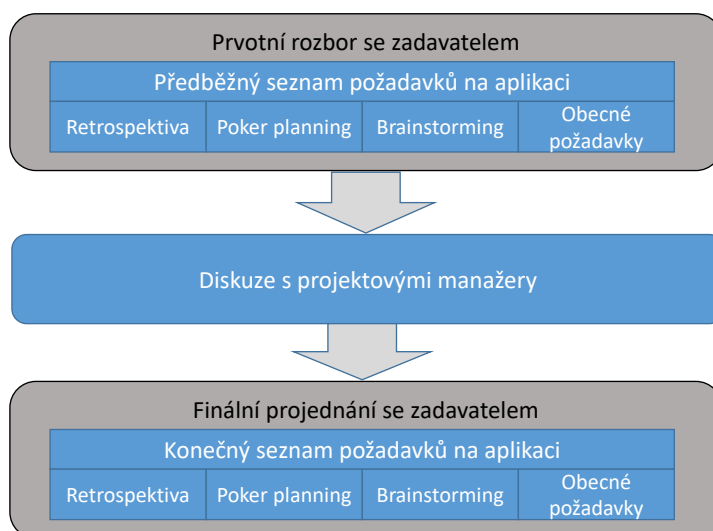 Prvotní rozbor se zadavatelem
Předběžný seznam požadavků na aplikaci
Retrospektiva
Poker planning
Brainstorming
Obecné
požadavky
Diskuze s projektovými manažery
Finální projednání se zadavatelem
Konečný seznam požadavků na aplikaci
Retrospektiva
Poker planning
Brainstorming
Obecné
požadavky